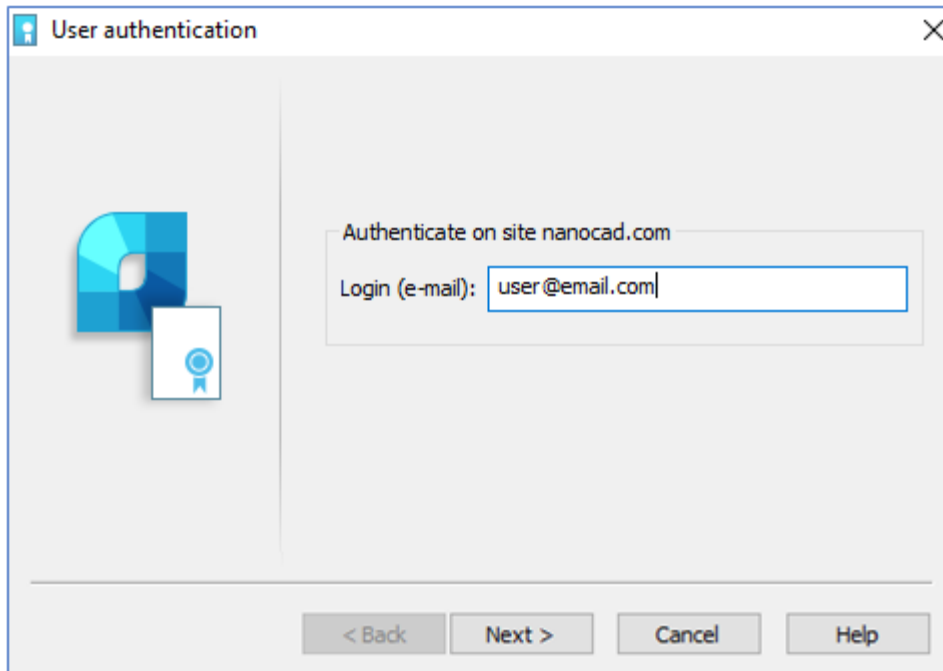 User authentication
Authenticate on site nanocad.com
Login (e-mail): user@email.com
< Back Next > Cancel Help